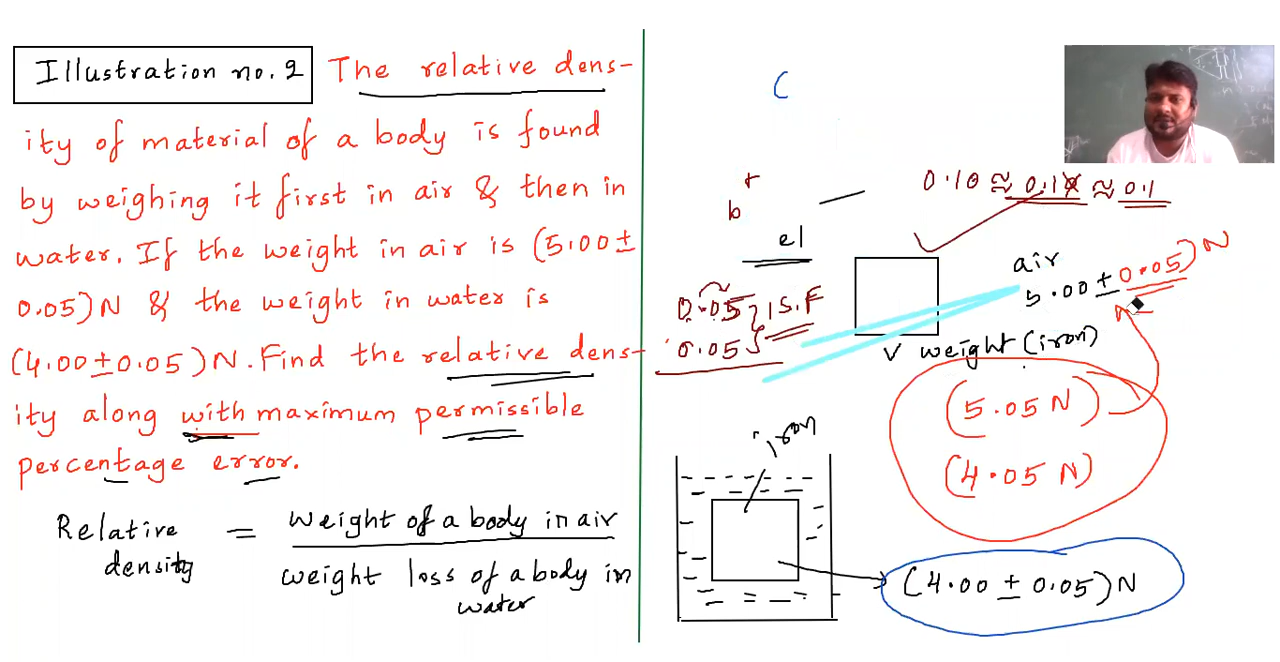 Illustration no. 2 The relative dens-
ity of material of a body is found
by weighing it first in air & then in
water. If the weight in air is (5.00 ±
0.05) N & the weight in water is
(4.00 ± 0.05) N. Find the relative dens-
ity along with maximum permissible
percentage error.
Relative density = weight of a body in air
weight loss of a body in water
C
r
b
el
0.10 ≈ 0.10 ≈ 0.1
0.05
0.05
1 S.F
air
5.00 ± 0.05) N
V weight (iron)
(5.05 N)
(4.05 N)
iron
(4.00 ± 0.05) N